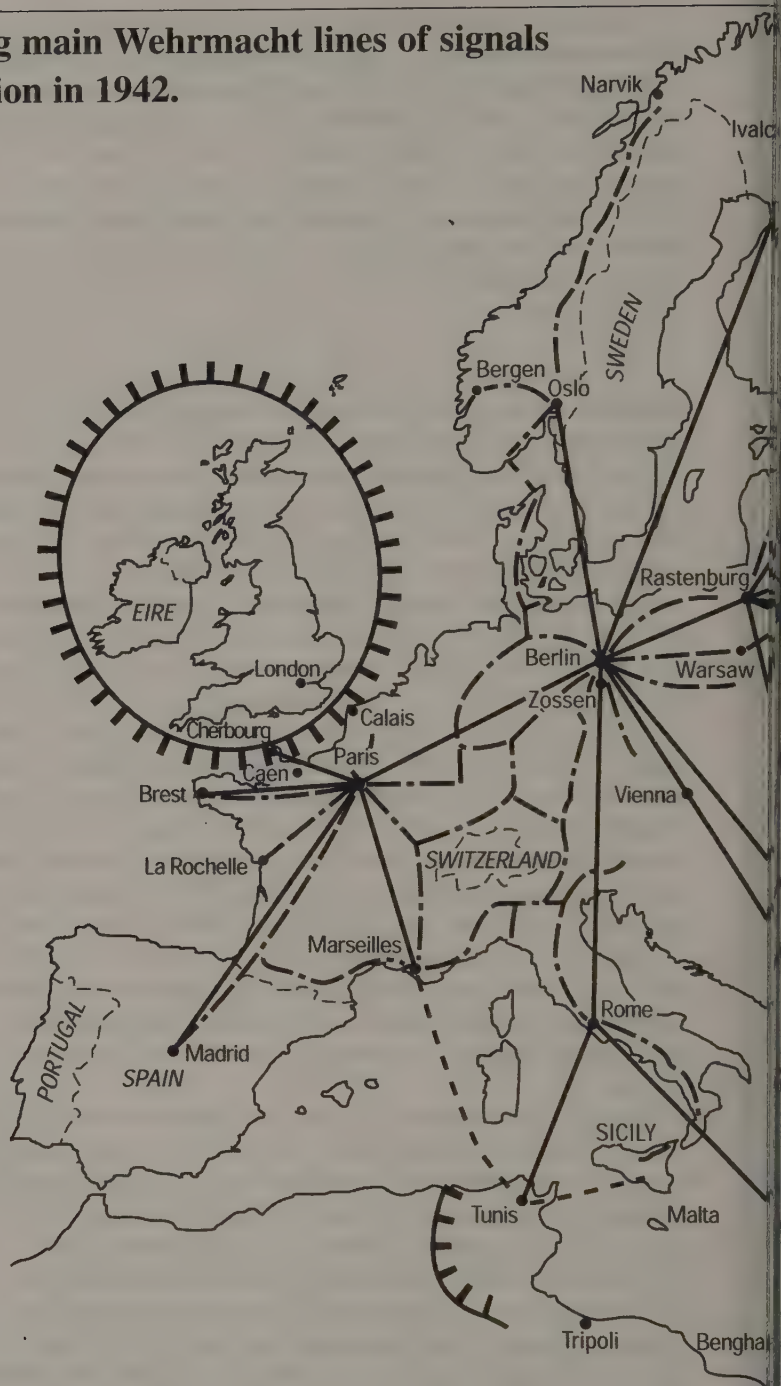 g main Wehrmacht lines of signals
ion in 1942.
Narvik
Ivalo
SWEDEN
Bergen
Oslo
EIRE
London
Rastenburg
Berlin
Warsaw
Zossen
Calais
Cherbourg
Paris
Caen
Brest
Vienna
La Rochelle
SWITZERLAND
Marseilles
Rome
PORTUGAL
Madrid
SPAIN
SICILY
Tunis
Malta
Tripoli
Bengha